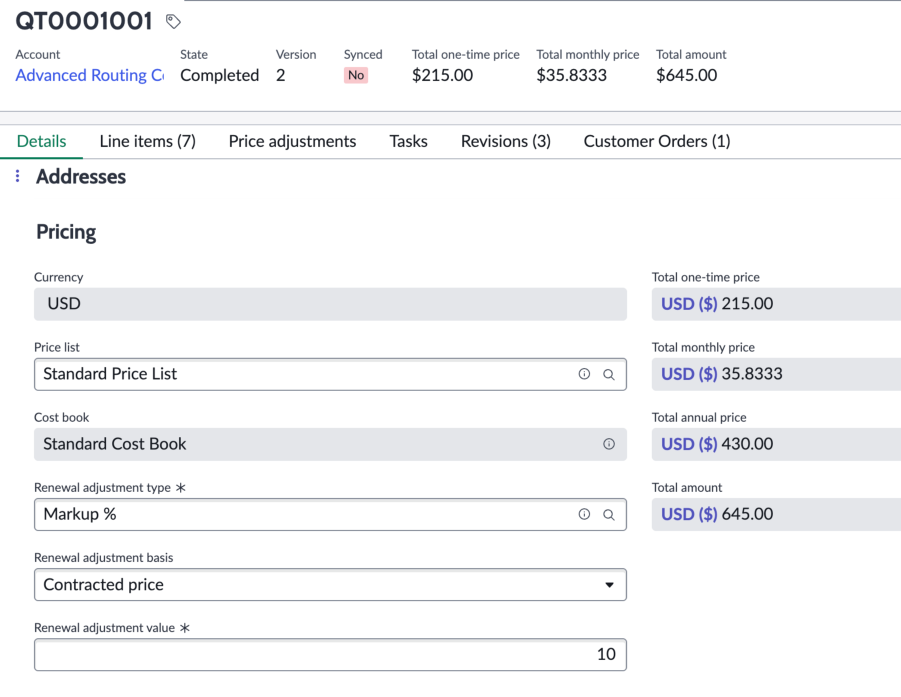 QT0001001
Account State Version Synced Total one-time price Total monthly price Total amount
Advanced Routing Co Completed 2 No $215.00 $35.8333 $645.00
Details Line items (7) Price adjustments Tasks Revisions (3) Customer Orders (1)
Addresses
Pricing
Currency
USD
Price list
Standard Price List
Cost book
Standard Cost Book
Renewal adjustment type *
Markup %
Renewal adjustment basis
Contracted price
Renewal adjustment value *
10
Total one-time price
USD ($) 215.00
Total monthly price
USD ($) 35.8333
Total annual price
USD ($) 430.00
Total amount
USD ($) 645.00